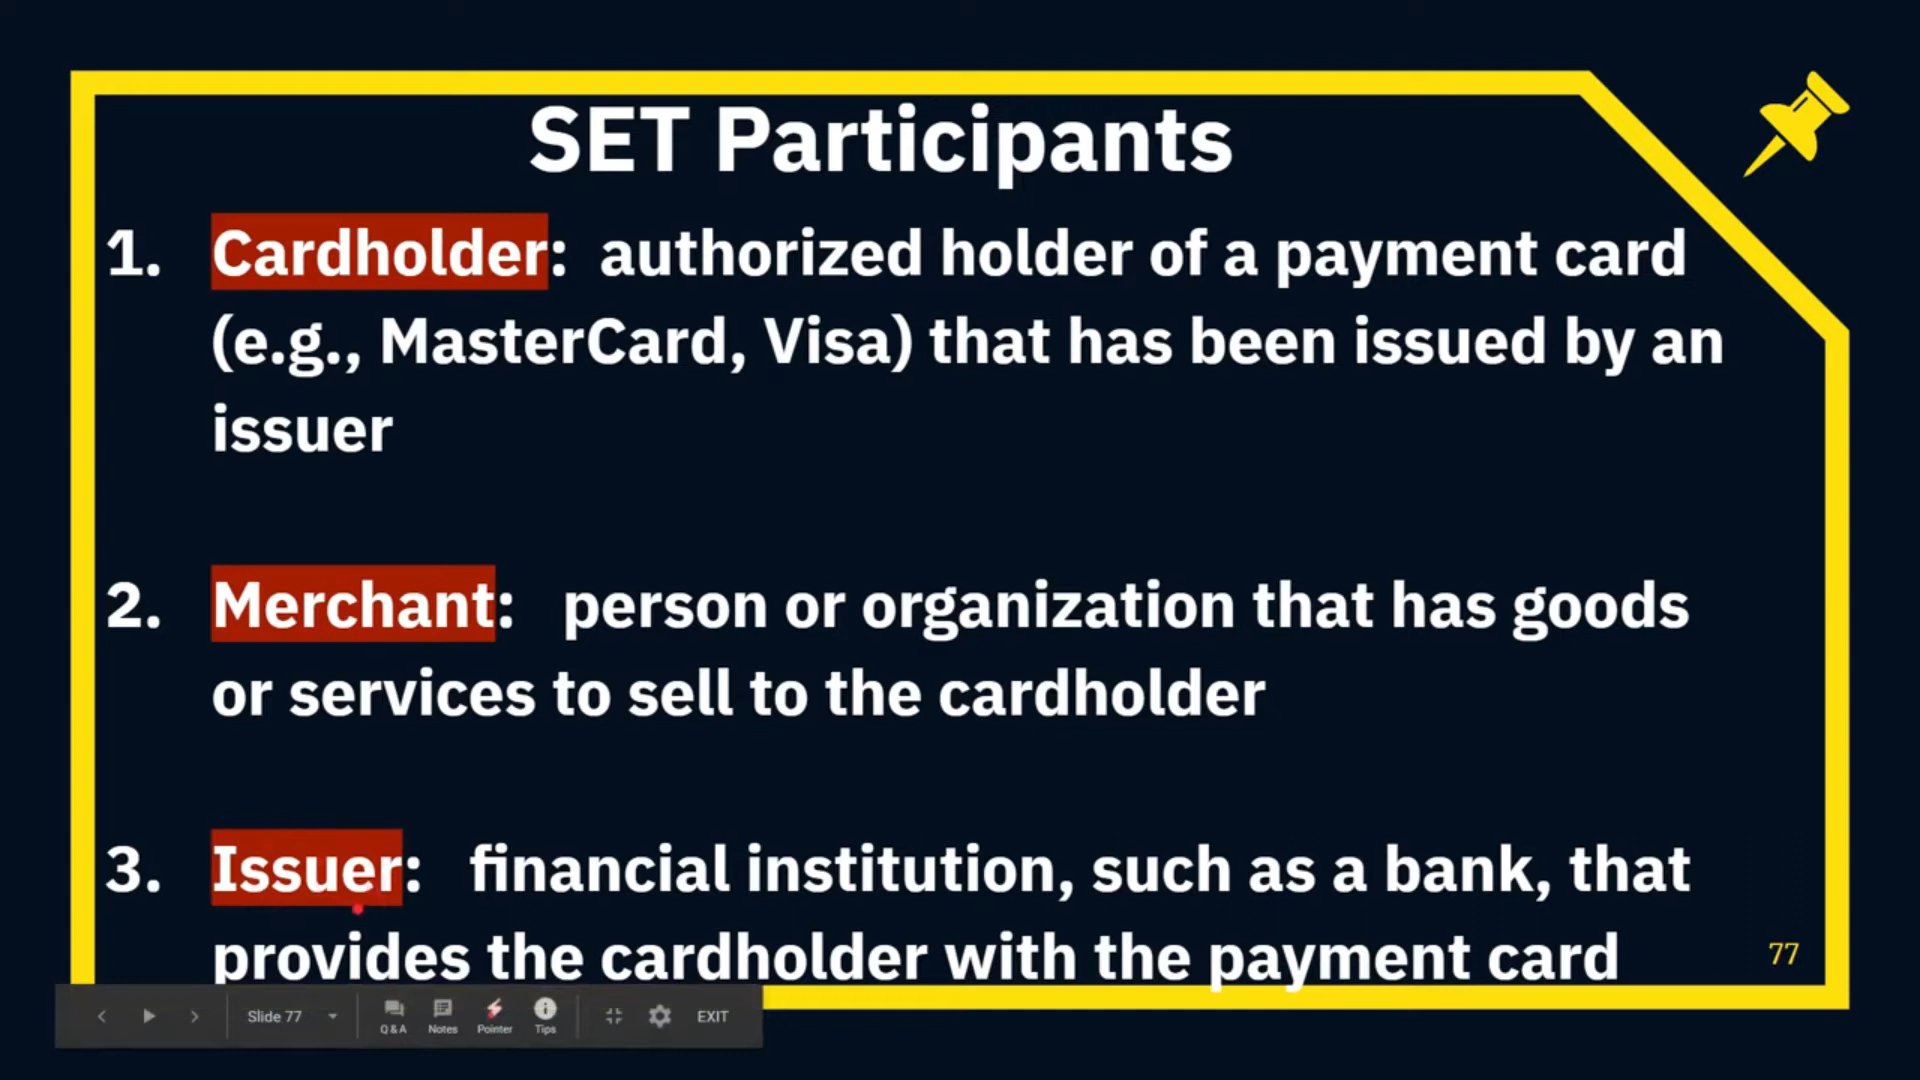 SET Participants
1. Cardholder: authorized holder of a payment card
(e.g., MasterCard, Visa) that has been issued by an
issuer
2. Merchant: person or organization that has goods
or services to sell to the cardholder
3. Issuer: financial institution, such as a bank, that
provides the cardholder with the payment card
77
Slide 77
Q & A
Notes
Pointer
Tips
EXIT